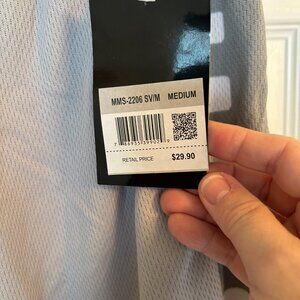 MMS-2206 SV/M MEDIUM
RETAIL PRICE $29.90